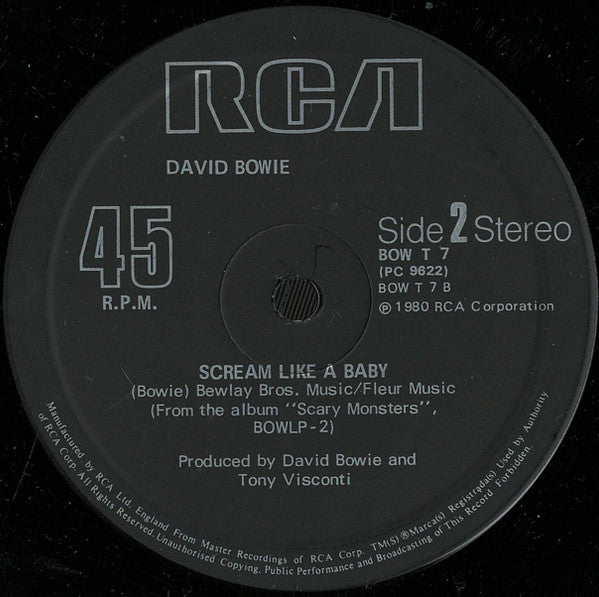 RCA
DAVID BOWIE
45
R.P.M.
Side 2 Stereo
BOW T 7
(PC 9622)
BOW T 7 B
℗ 1980 RCA Corporation
SCREAM LIKE A BABY
(Bowie) Bewlay Bros. Music/Fleur Music
(From the album "Scary Monsters",
BOWLP-2)
Produced by David Bowie and
Tony Visconti
Manufactured by RCA Ltd. England From Master Recordings of RCA Corp. TM(S)®Marca(s) Registrada(s) Used by Authority
of RCA Corp. All Rights Reserved. Unauthorised Copying, Public Performance and Broadcasting of This Record Forbidden.